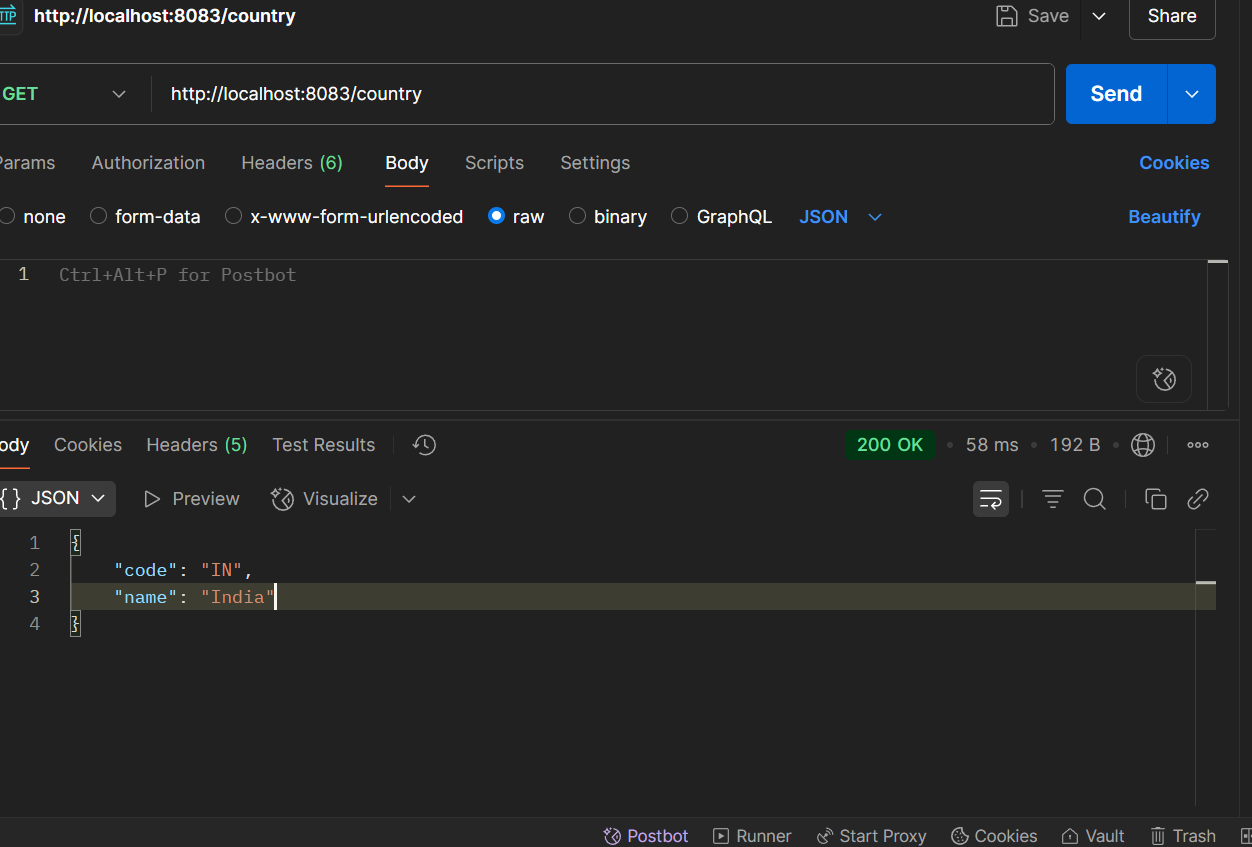 http://localhost:8083/country Save Share
GET http://localhost:8083/country Send
Params Authorization Headers (6) Body Scripts Settings Cookies
none form-data x-www-form-urlencoded raw binary GraphQL JSON Beautify
1 Ctrl+Alt+P for Postbot
Body Cookies Headers (5) Test Results 200 OK 58 ms 192 B
{} JSON Preview Visualize
1 {
2 "code": "IN",
3 "name": "India"
4 }
Postbot Runner Start Proxy Cookies Vault Trash